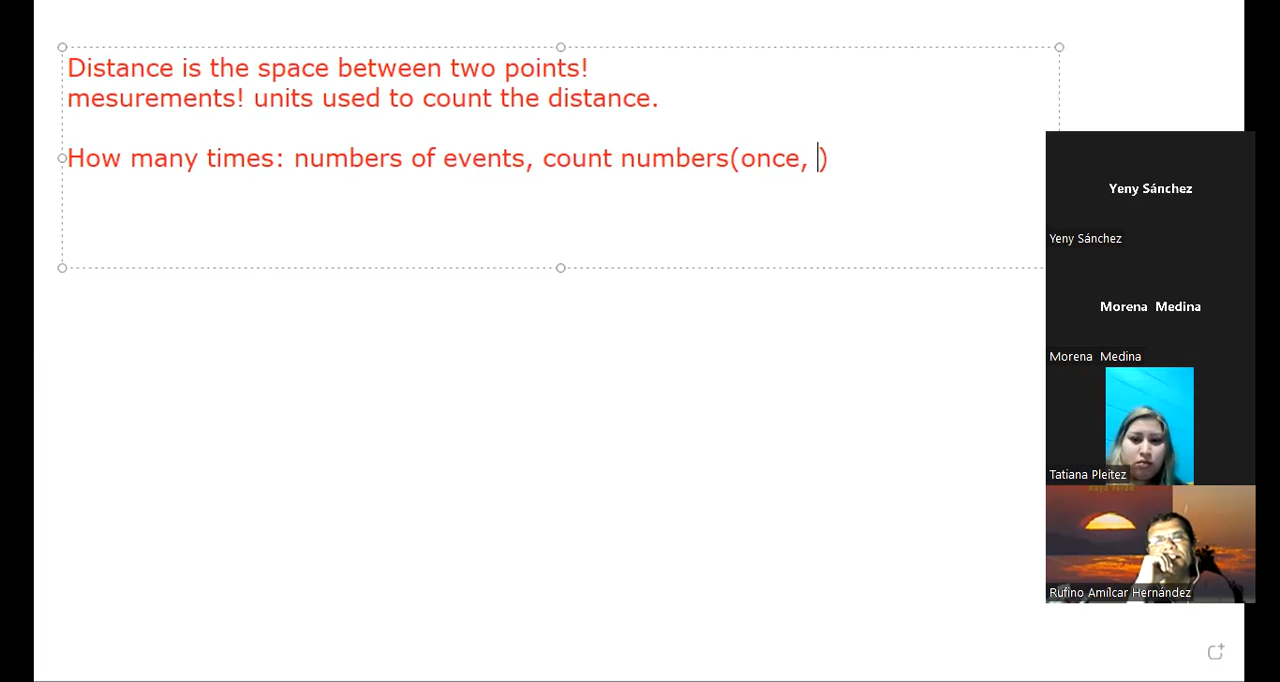 Distance is the space between two points!
mesurements! units used to count the distance.
How many times: numbers of events, count numbers(once, )
Yeny Sánchez
Yeny Sánchez
Morena Medina
Morena Medina
Tatiana Pleitez
Rufino Amílcar Hernández